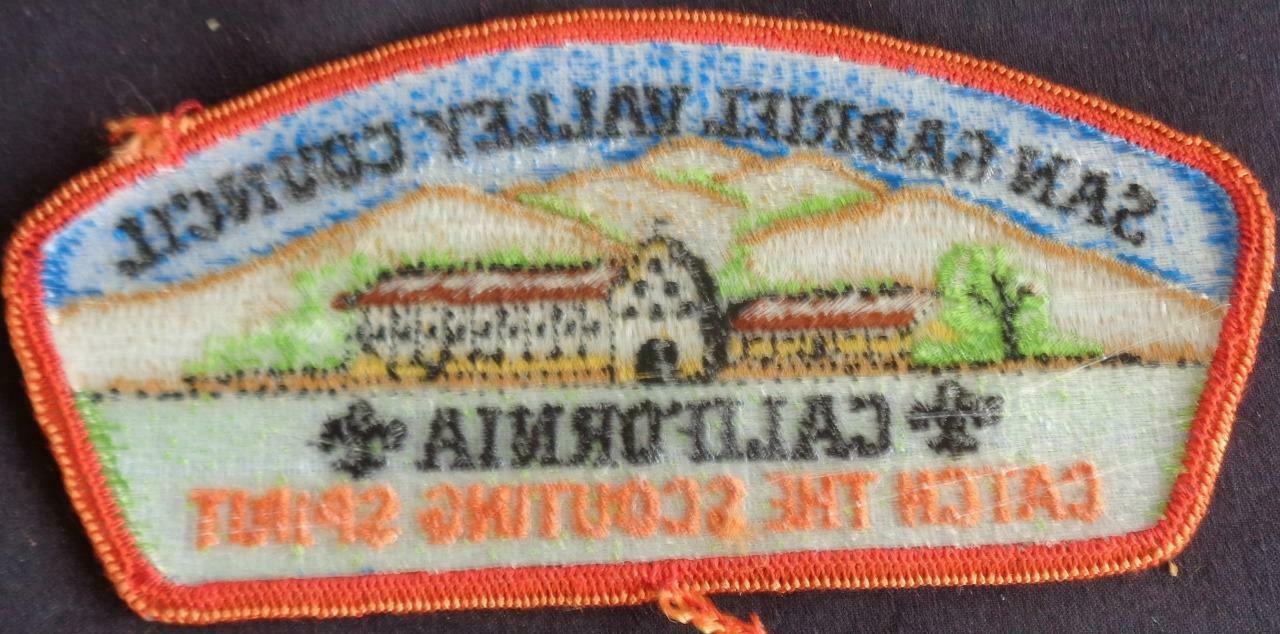 SAN GABRIEL VALLEY COUNCIL
CALIFORNIA
CATCH THE SCOUTING SPIRIT